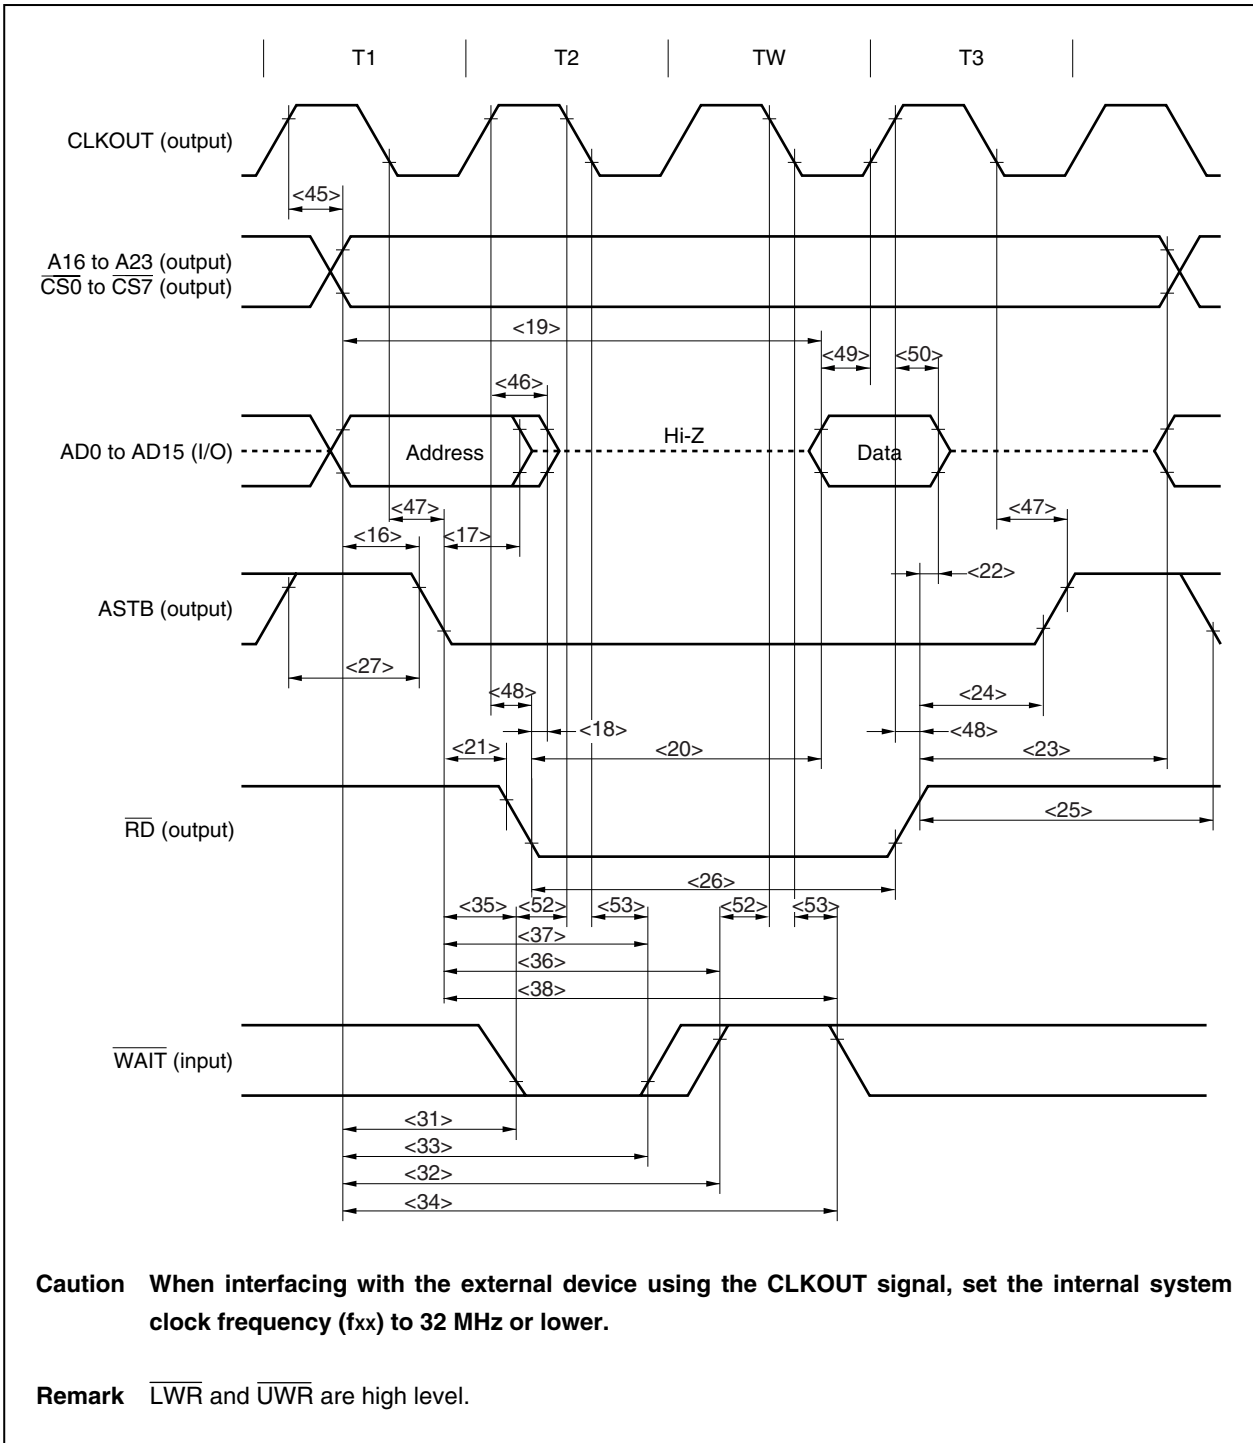 T1 T2 TW T3
CLKOUT (output)
<45>
A16 to A23 (output)
CS0 to CS7 (output)
<19>
<49> <50>
<46>
AD0 to AD15 (I/O) Address Hi-Z Data
<47> <47>
<16> <17>
<22>
ASTB (output)
<27>
<48> <24>
<18> <48>
<21> <20> <23>
RD (output) <25>
<26>
<35> <52> <53> <52> <53>
<37>
<36>
<38>
WAIT (input)
<31>
<33>
<32>
<34>
Caution When interfacing with the external device using the CLKOUT signal, set the internal system
clock frequency (fxx) to 32 MHz or lower.
Remark LWR and UWR are high level.